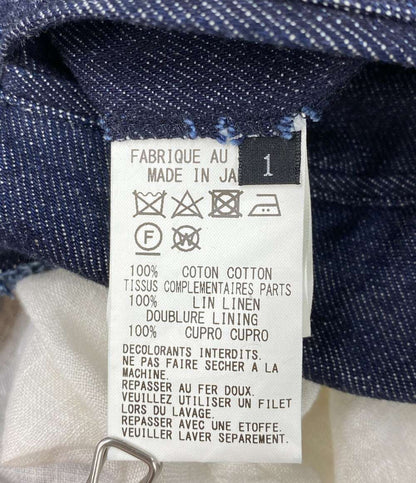 FABRIQUE AU
MADE IN JA
1
F W
100% COTON COTTON
TISSUS COMPLEMENTAIRES PARTS
100% LIN LINEN
DOUBLURE LINING
100% CUPRO CUPRO
DECOLORANTS INTERDITS.
NE PAS FAIRE SECHER A LA
MACHINE.
REPASSER AU FER DOUX.
VEUILLEZ UTILISER UN FILET
LORS DU LAVAGE.
REPASSER AVEC UNE ETOFFE.
VEUILLER LAVER SEPAREMENT.